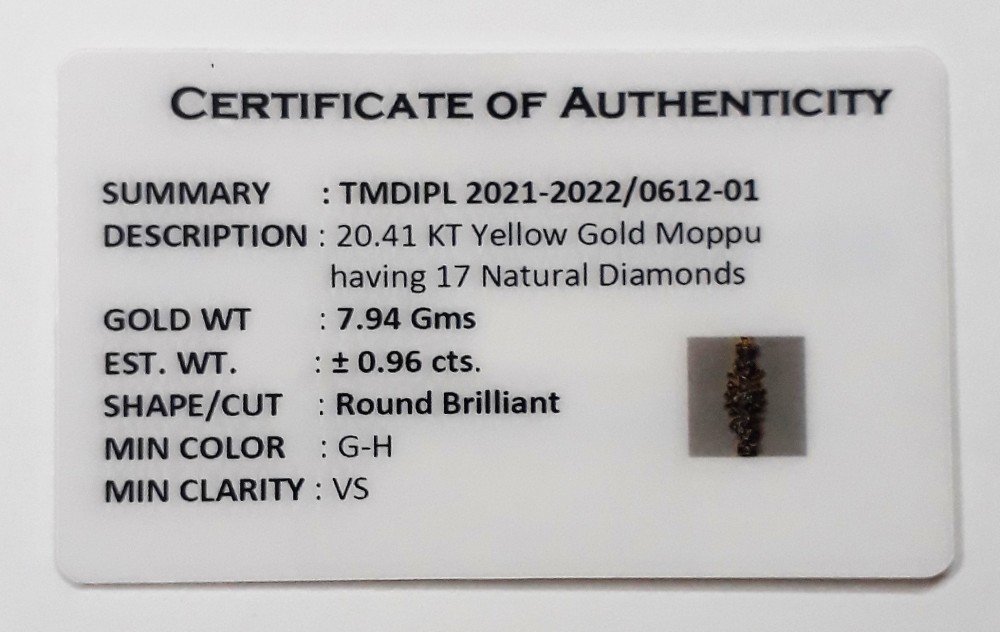 CERTIFICATE OF AUTHENTICITY
SUMMARY : TMDIPL 2021-2022/0612-01
DESCRIPTION : 20.41 KT Yellow Gold Moppu
having 17 Natural Diamonds
GOLD WT : 7.94 Gms
EST. WT. : ± 0.96 cts.
SHAPE/CUT : Round Brilliant
MIN COLOR : G-H
MIN CLARITY : VS